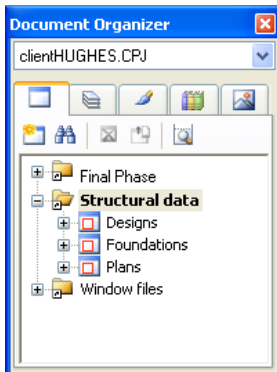 Document Organizer
clientHUGHES.CPJ
Final Phase
Structural data
Designs
Foundations
Plans
Window files